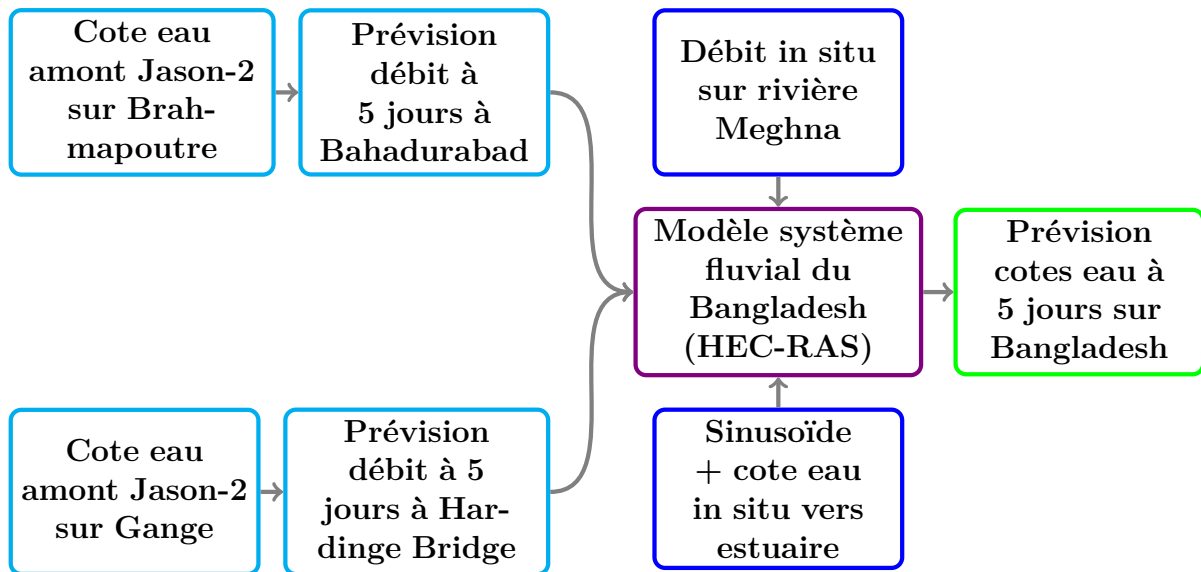 Cote eau
amont Jason-2
sur Brah-
mapoutre
Prévision
débit à
5 jours à
Bahadurabad
Débit in situ
sur rivière
Meghna
Modèle système
fluvial du
Bangladesh
(HEC-RAS)
Prévision
cotes eau à
5 jours sur
Bangladesh
Cote eau
amont Jason-2
sur Gange
Prévision
débit à 5
jours à Har-
dinge Bridge
Sinusoïde
+ cote eau
in situ vers
estuaire